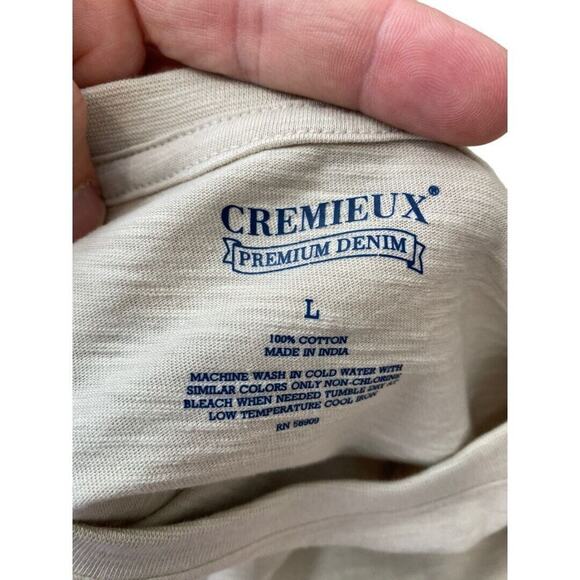 CREMIEUX®
PREMIUM DENIM
L
100% COTTON
MADE IN INDIA
MACHINE WASH IN COLD WATER WITH
SIMILAR COLORS ONLY NON-CHLORINE
BLEACH WHEN NEEDED TUMBLE DRY AT
LOW TEMPERATURE COOL IRON
RN 58909